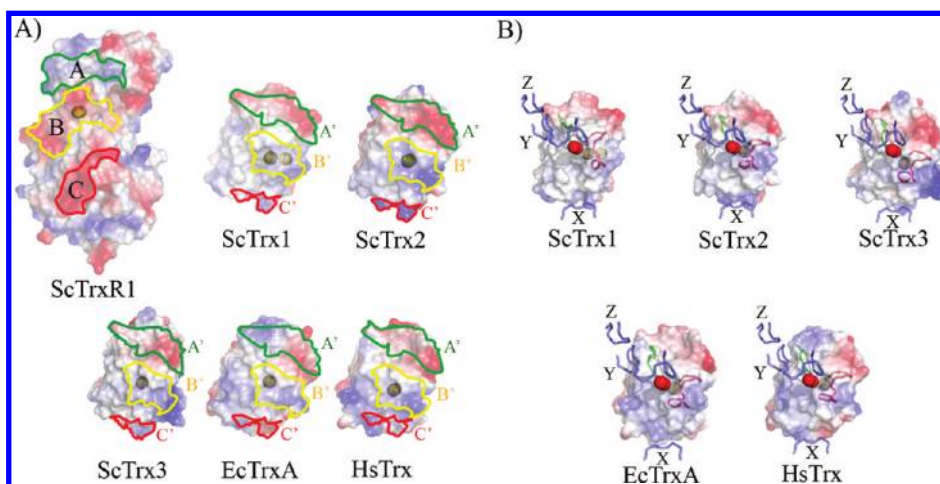 A)
A
B
C
ScTrxR1
A'
B'
C'
ScTrx1
ScTrx2
A'
B'
C'
ScTrx3
A'
B'
C'
EcTrxA
A'
B'
C'
HsTrx
B)
Z
Y
X
ScTrx1
Z
Y
X
ScTrx2
Z
Y
X
ScTrx3
Z
Y
X
EcTrxA
Z
Y
X
HsTrx